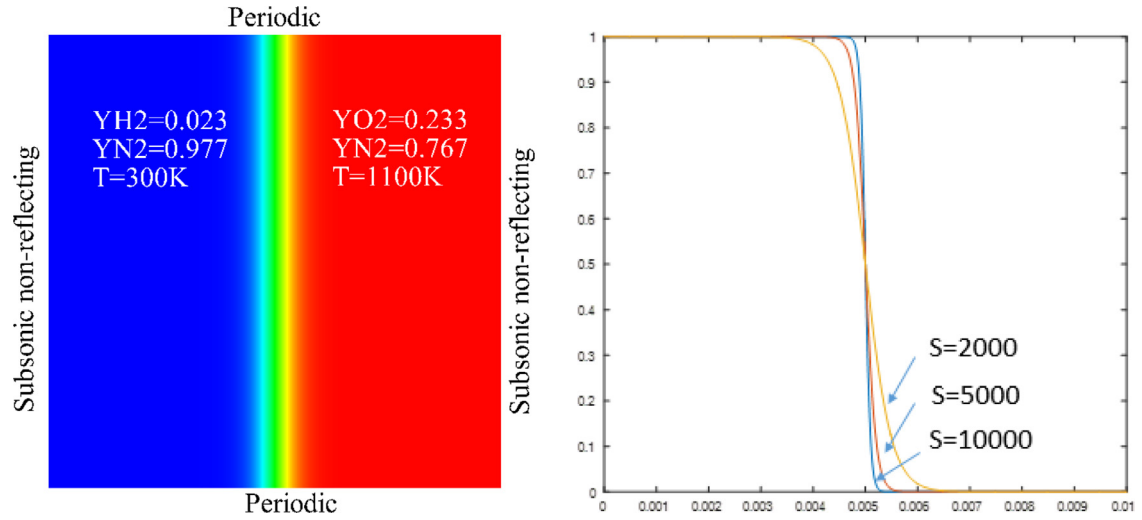 Periodic
Subsonic non-reflecting
YH2=0.023
YN2=0.977
T=300K
YO2=0.233
YN2=0.767
T=1100K
Subsonic non-reflecting
Periodic
1
0.9
0.8
0.7
0.6
0.5
0.4
0.3
0.2
0.1
0
S=2000
S=5000
S=10000
0 0.001 0.002 0.003 0.004 0.005 0.006 0.007 0.008 0.009 0.01